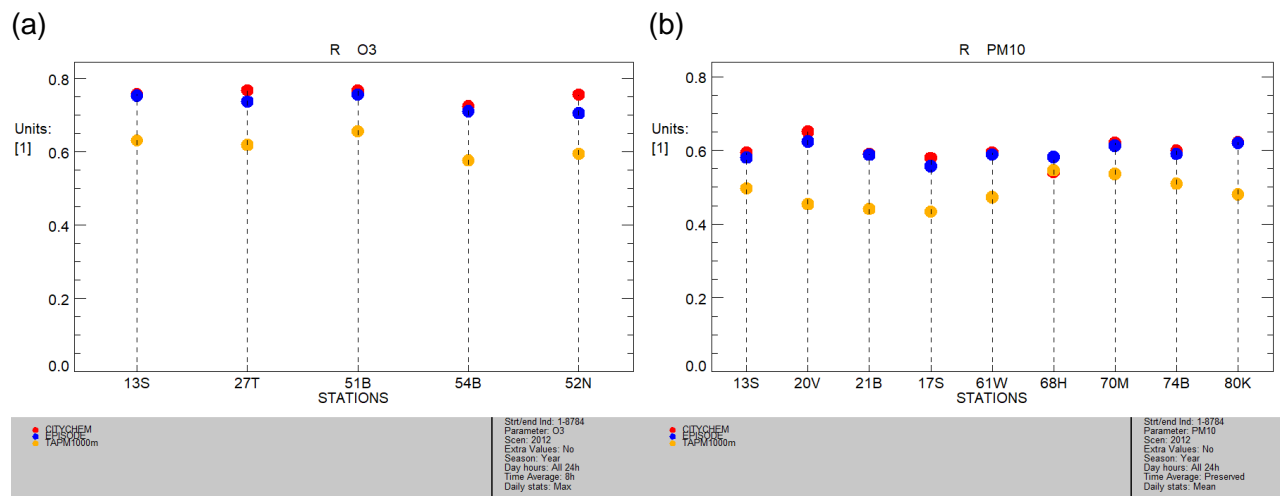 (a)
(b)
R O3
0.8
Units:
[1]
0.6
0.4
0.2
0.0
13S 27T 51B 54B 52N
STATIONS
R PM10
0.8
Units:
[1]
0.6
0.4
0.2
0.0
13S 20V 21B 17S 61W 68H 70M 74B 80K
STATIONS
CITYCHEM
EPISODE
TAPM1000m
Strt/end Ind: 1-8784
Parameter: O3
Scen: 2012
Extra Values: No
Season: Year
Day hours: All 24h
Time Average: 8h
Daily stats: Max
CITYCHEM
EPISODE
TAPM1000m
Strt/end Ind: 1-8784
Parameter: PM10
Scen: 2012
Extra Values: No
Season: Year
Day hours: All 24h
Time Average: Preserved
Daily stats: Mean